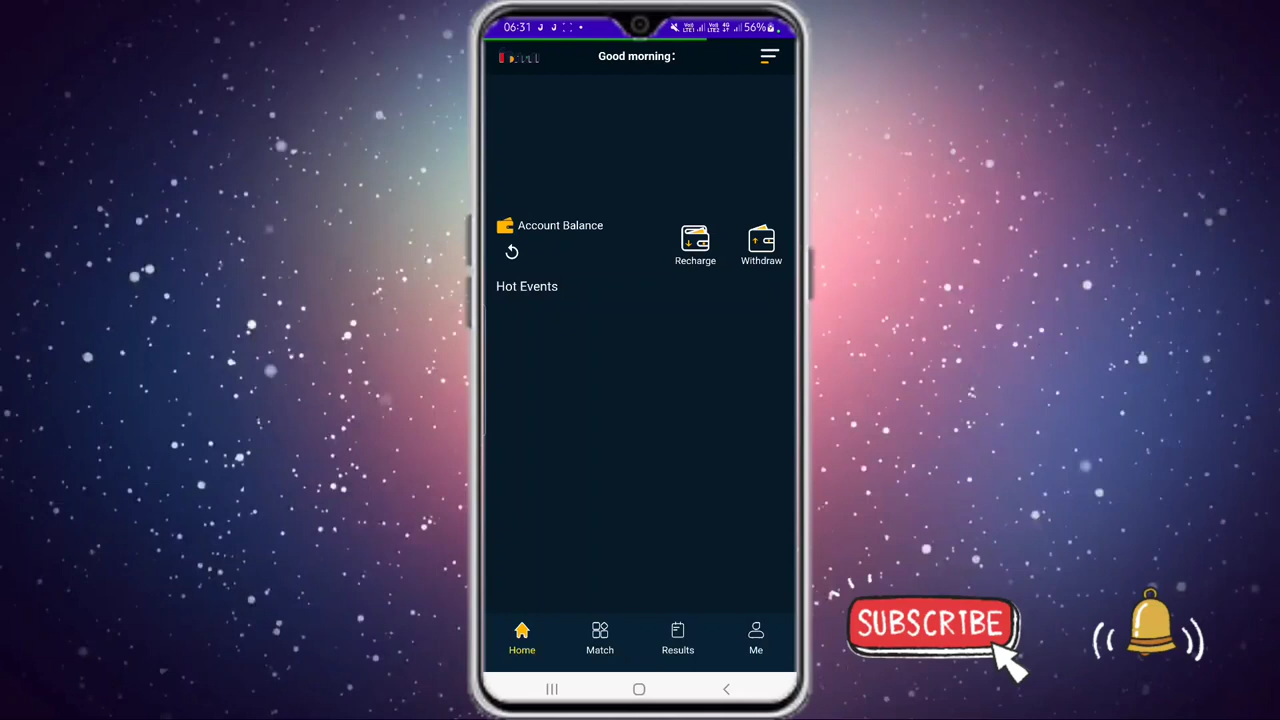 06:31
56%
Good morning:
Account Balance
Recharge
Withdraw
Hot Events
Home
Match
Results
Me
SUBSCRIBE